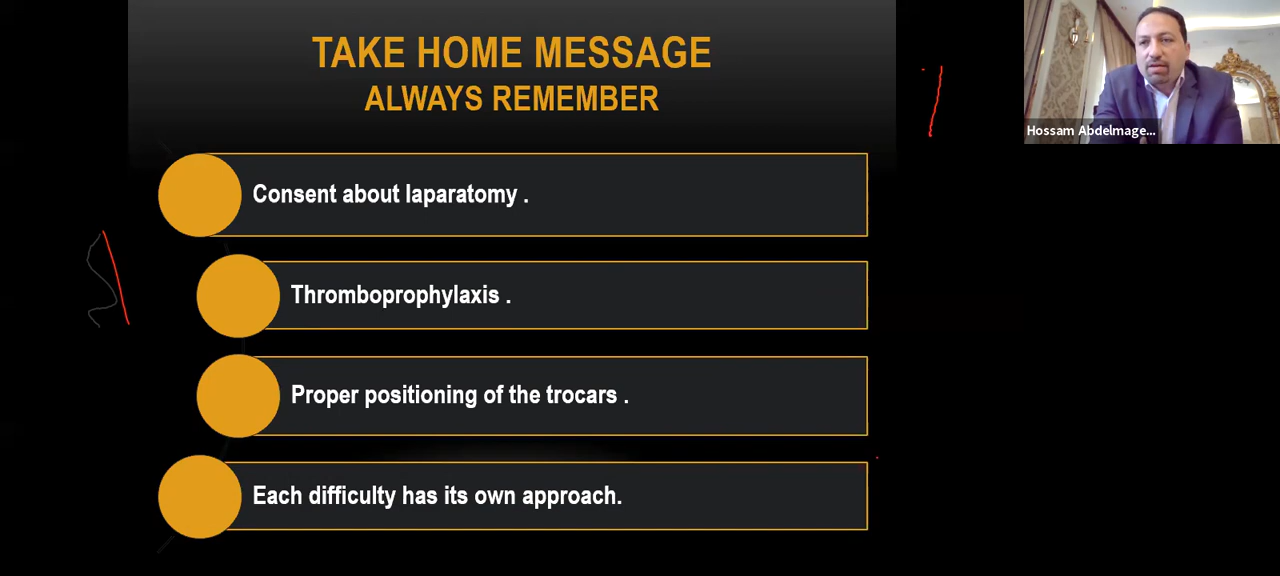 TAKE HOME MESSAGE
ALWAYS REMEMBER
Hossam Abdelmage...
Consent about laparatomy .
Thromboprophylaxis .
Proper positioning of the trocars .
Each difficulty has its own approach.